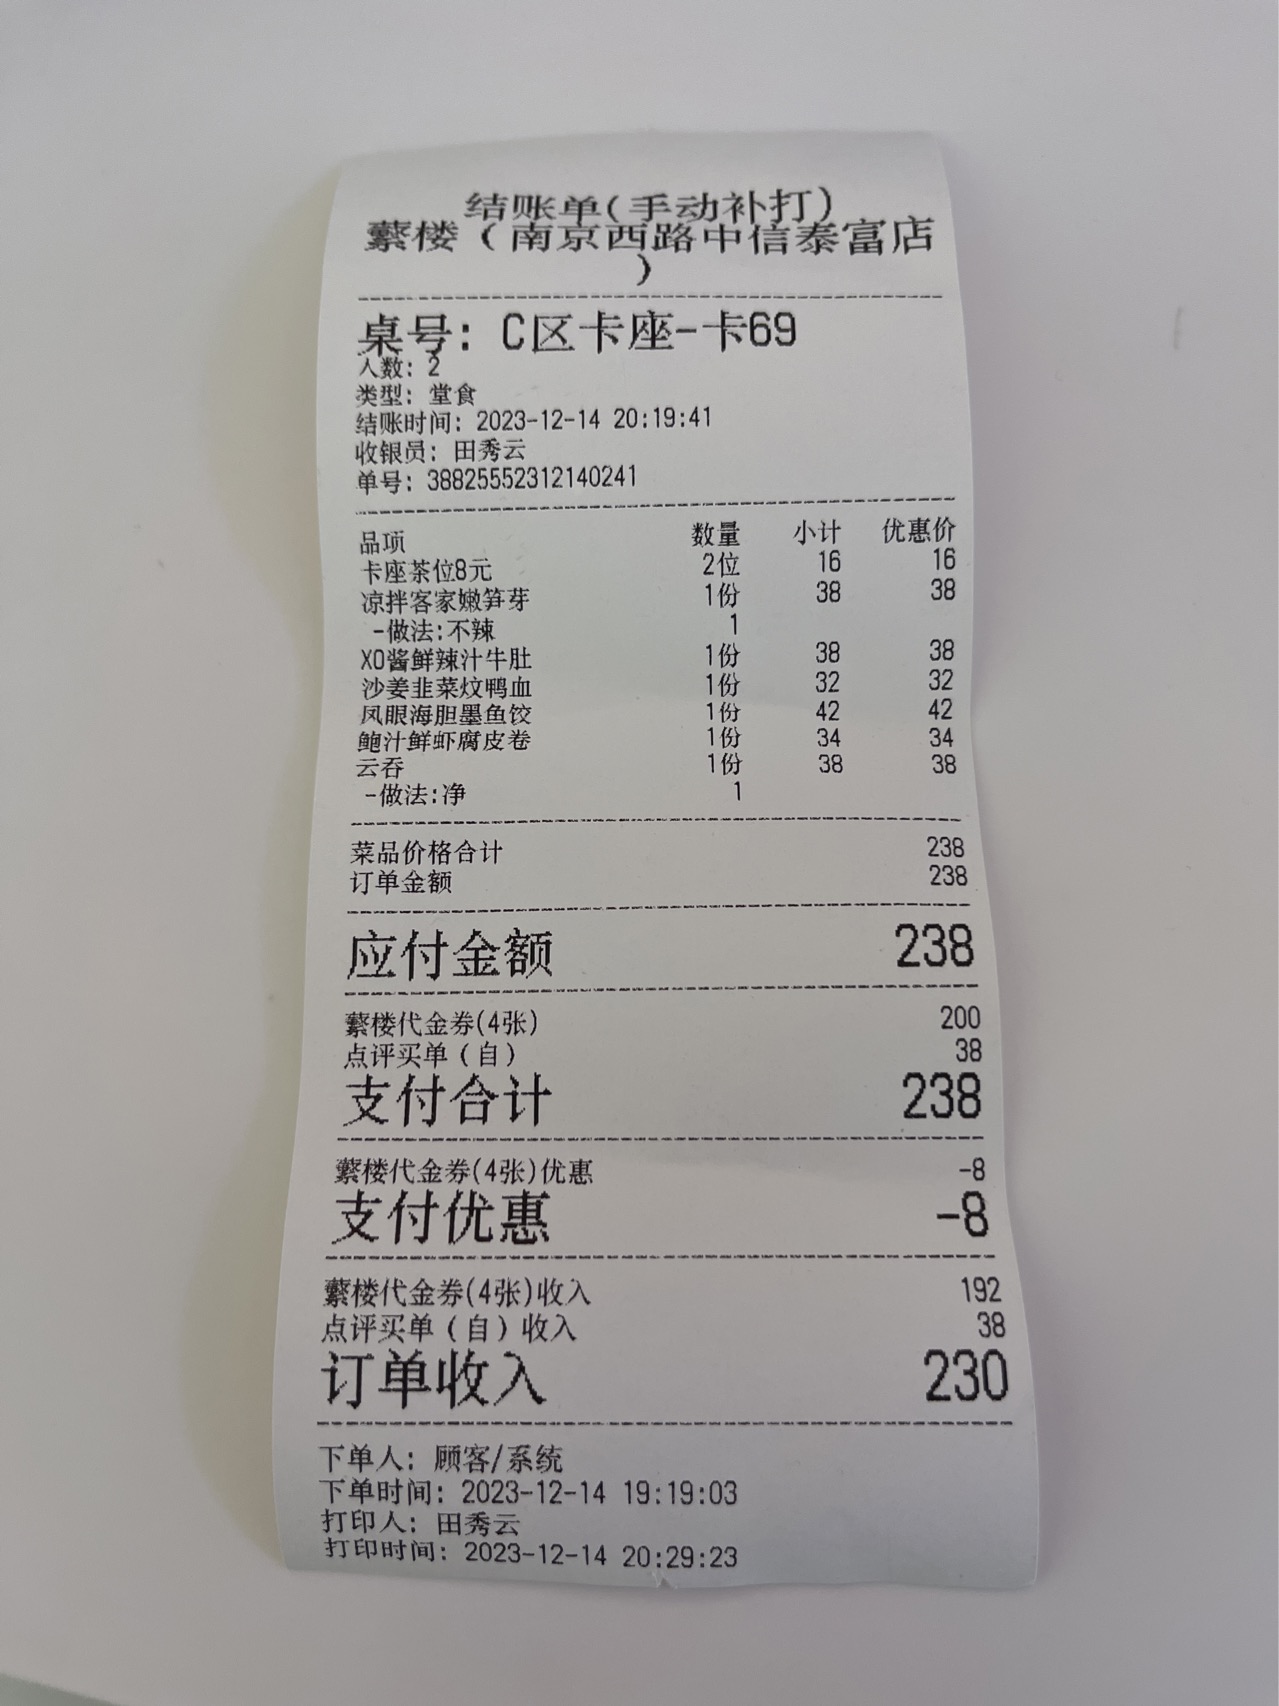 结账单(手动补打)
蘩楼（南京西路中信泰富店
）
桌号: C区卡座-卡69
人数: 2
类型: 堂食
结账时间: 2023-12-14 20:19:41
收银员: 田秀云
单号: 38825552312140241
品项 数量 小计 优惠价
卡座茶位8元 2位 16 16
凉拌客家嫩笋芽 1份 38 38
-做法:不辣 1
XO酱鲜辣汁牛肚 1份 38 38
沙姜韭菜炆鸭血 1份 32 32
凤眼海胆墨鱼饺 1份 42 42
鲍汁鲜虾腐皮卷 1份 34 34
云吞 1份 38 38
-做法:净 1
菜品价格合计 238
订单金额 238
应付金额 238
蘩楼代金券(4张) 200
点评买单（自） 38
支付合计 238
蘩楼代金券(4张)优惠 -8
支付优惠 -8
蘩楼代金券(4张)收入 192
点评买单（自）收入 38
订单收入 230
下单人: 顾客/系统
下单时间: 2023-12-14 19:19:03
打印人: 田秀云
打印时间: 2023-12-14 20:29:23